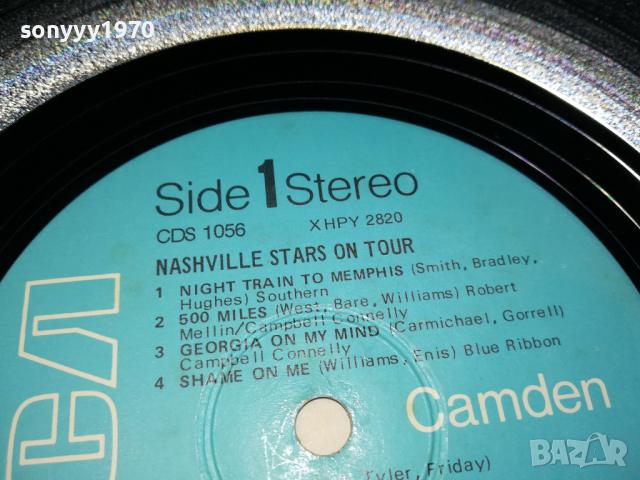 sonyyy1970
Side 1 Stereo
CDS 1056 XHPY 2820
NASHVILLE STARS ON TOUR
1 NIGHT TRAIN TO MEMPHIS (Smith, Bradley,
Hughes) Southern
2 500 MILES (West, Bare, Williams) Robert
Mellin/Campbell Connelly
3 GEORGIA ON MY MIND (Carmichael, Gorrell)
Campbell Connelly
4 SHAME ON ME (Williams, Enis) Blue Ribbon
Camden
Tyler, Friday)
BAZAR